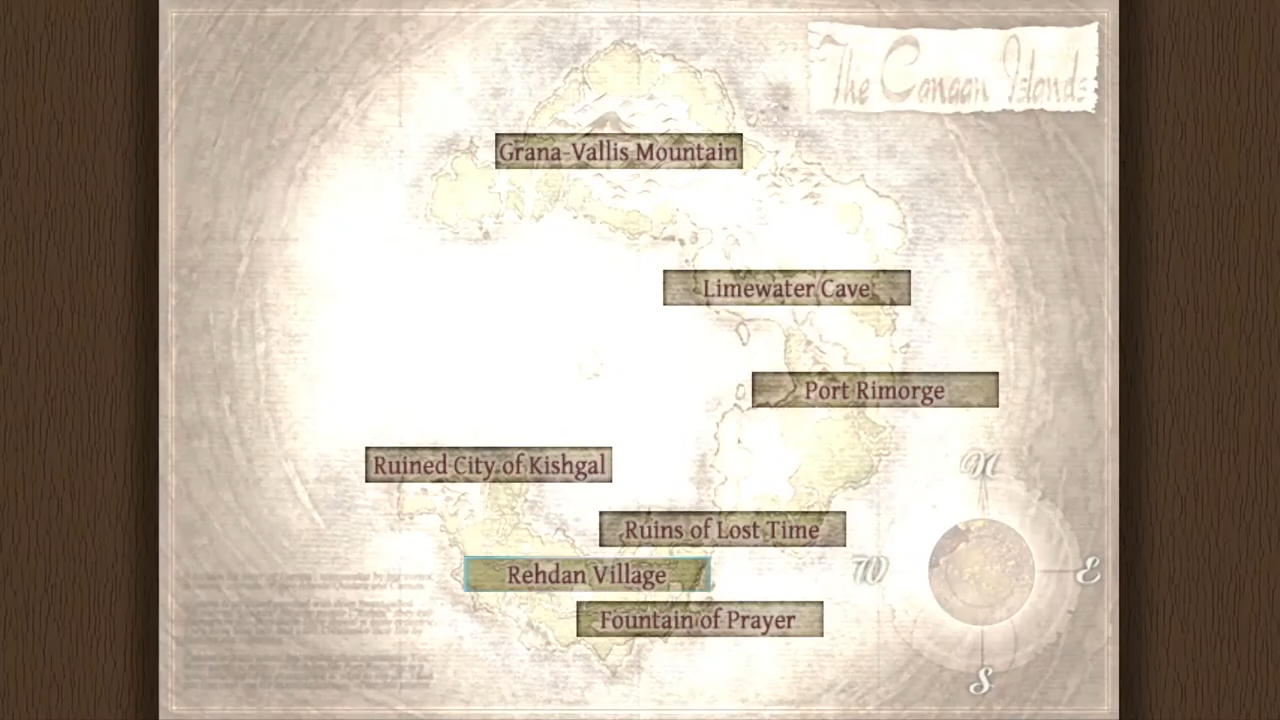 The Canaan Islands
Grana-Vallis Mountain
Limewater Cave
Port Rimorge
Ruined City of Kishgal
N
Ruins of Lost Time
W
E
Rehdan Village
Fountain of Prayer
S